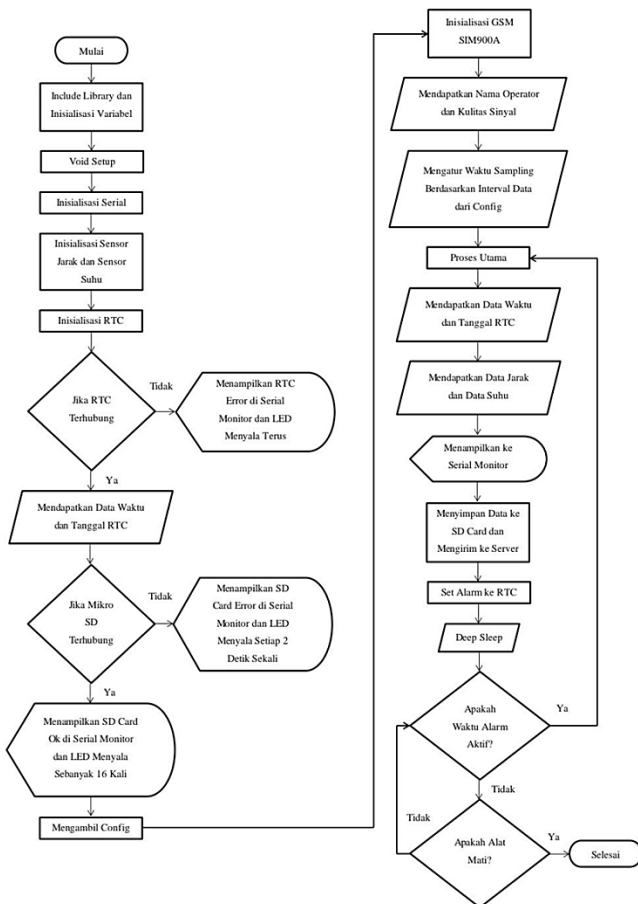 Mulai
Include Library dan
Inisialisasi Variabel
Void Setup
Inisialisasi Serial
Inisialisasi Sensor
Jarak dan Sensor
Suhu
Inisialisasi RTC
Jika RTC
Terhubung
Tidak
Menampilkan RTC
Error di Serial
Monitor dan LED
Menyala Terus
Ya
Mendapatkan Data Waktu
dan Tanggal RTC
Jika Mikro
SD
Terhubung
Tidak
Menampilkan SD
Card Error di Serial
Monitor dan LED
Menyala Setiap 2
Detik Sekali
Ya
Menampilkan SD Card
Ok di Serial Monitor
dan LED Menyala
Sebanyak 16 Kali
Mengambil Config
Inisialisasi GSM
SIM900A
Mendapatkan Nama Operator
dan Kulitas Sinyal
Mengatur Waktu Sampling
Berdasarkan Interval Data
dari Config
Proses Utama
Mendapatkan Data Waktu
dan Tanggal RTC
Mendapatkan Data Jarak
dan Data Suhu
Menampilkan ke
Serial Monitor
Menyimpan Data ke
SD Card dan
Mengirim ke Server
Set Alarm ke RTC
Deep Sleep
Apakah
Waktu Alarm
Aktif?
Ya
Tidak
Tidak
Apakah Alat
Mati?
Ya
Selesai